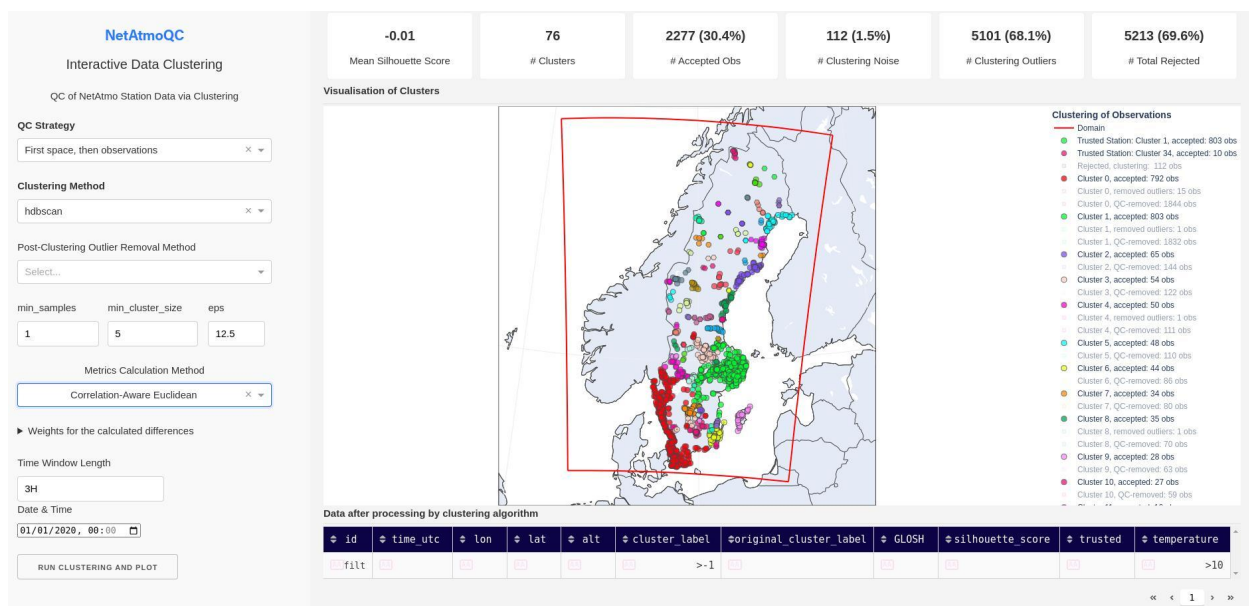 NetAtmoQC
Interactive Data Clustering
QC of NetAtmo Station Data via Clustering
QC Strategy
First space, then observations
Clustering Method
hdbscan
Post-Clustering Outlier Removal Method
Select...
min_samples min_cluster_size eps
1 5 12.5
Metrics Calculation Method
Correlation-Aware Euclidean
Weights for the calculated differences
Time Window Length
3H
Date & Time
01/01/2020, 00:00
RUN CLUSTERING AND PLOT
-0.01 76 2277 (30.4%) 112 (1.5%) 5101 (68.1%) 5213 (69.6%)
Mean Silhouette Score # Clusters # Accepted Obs # Clustering Noise # Clustering Outliers # Total Rejected
Visualisation of Clusters
Clustering of Observations
Domain
Trusted Station: Cluster 1, accepted: 803 obs
Trusted Station: Cluster 34, accepted: 10 obs
Rejected, clustering: 112 obs
Cluster 0, accepted: 792 obs
Cluster 0, removed outliers: 15 obs
Cluster 0, QC-removed: 1844 obs
Cluster 1, accepted: 803 obs
Cluster 1, removed outliers: 1 obs
Cluster 1, QC-removed: 1832 obs
Cluster 2, accepted: 65 obs
Cluster 2, QC-removed: 144 obs
Cluster 3, accepted: 54 obs
Cluster 3, QC-removed: 122 obs
Cluster 4, accepted: 50 obs
Cluster 4, removed outliers: 1 obs
Cluster 4, QC-removed: 111 obs
Cluster 5, accepted: 48 obs
Cluster 5, QC-removed: 110 obs
Cluster 6, accepted: 44 obs
Cluster 6, QC-removed: 86 obs
Cluster 7, accepted: 34 obs
Cluster 7, QC-removed: 80 obs
Cluster 8, accepted: 35 obs
Cluster 8, removed outliers: 1 obs
Cluster 8, QC-removed: 70 obs
Cluster 9, accepted: 28 obs
Cluster 9, QC-removed: 63 obs
Cluster 10, accepted: 27 obs
Cluster 10, QC-removed: 59 obs
Data after processing by clustering algorithm
id time_utc lon lat alt cluster_label original_cluster_label GLOSH silhouette_score trusted temperature
filt >-1 >10
« ‹ 1 › »